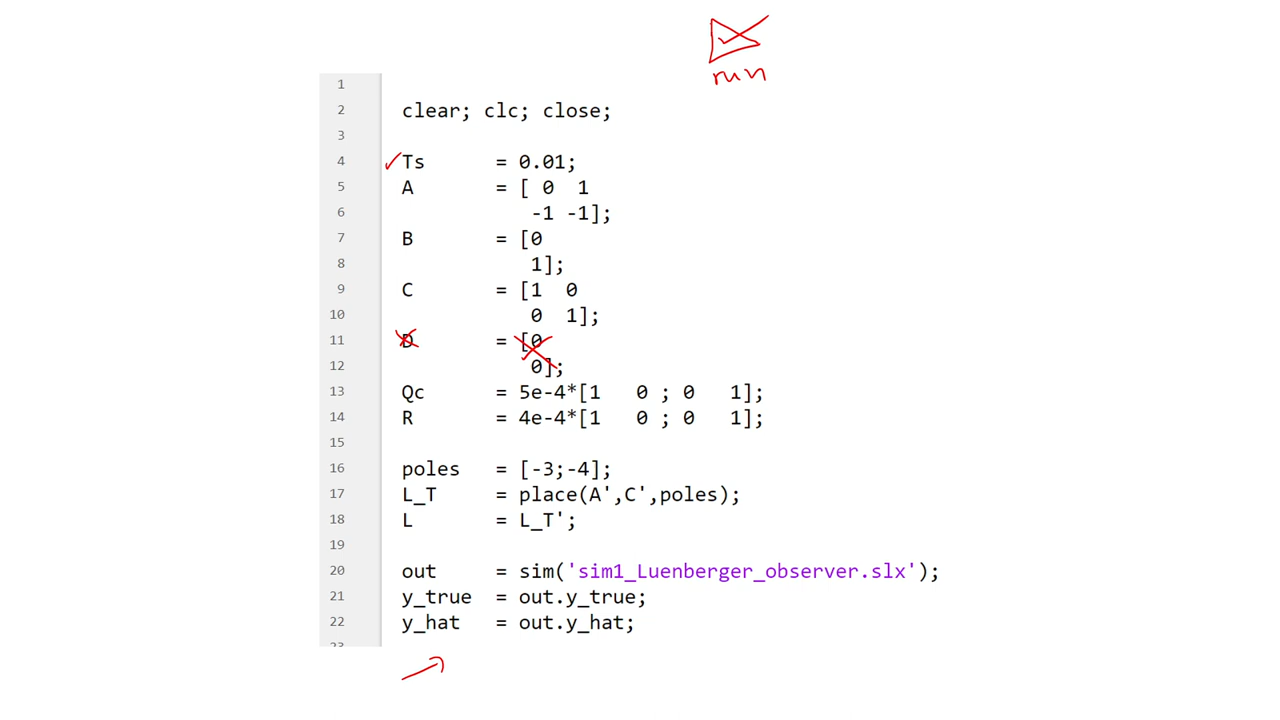 run
1
2 clear; clc; close;
3
4 Ts = 0.01;
5 A = [ 0 1
6 -1 -1];
7 B = [0
8 1];
9 C = [1 0
10 0 1];
11 D = [0
12 0];
13 Qc = 5e-4*[1 0 ; 0 1];
14 R = 4e-4*[1 0 ; 0 1];
15
16 poles = [-3;-4];
17 L_T = place(A',C',poles);
18 L = L_T';
19
20 out = sim('sim1_Luenberger_observer.slx');
21 y_true = out.y_true;
22 y_hat = out.y_hat;
23